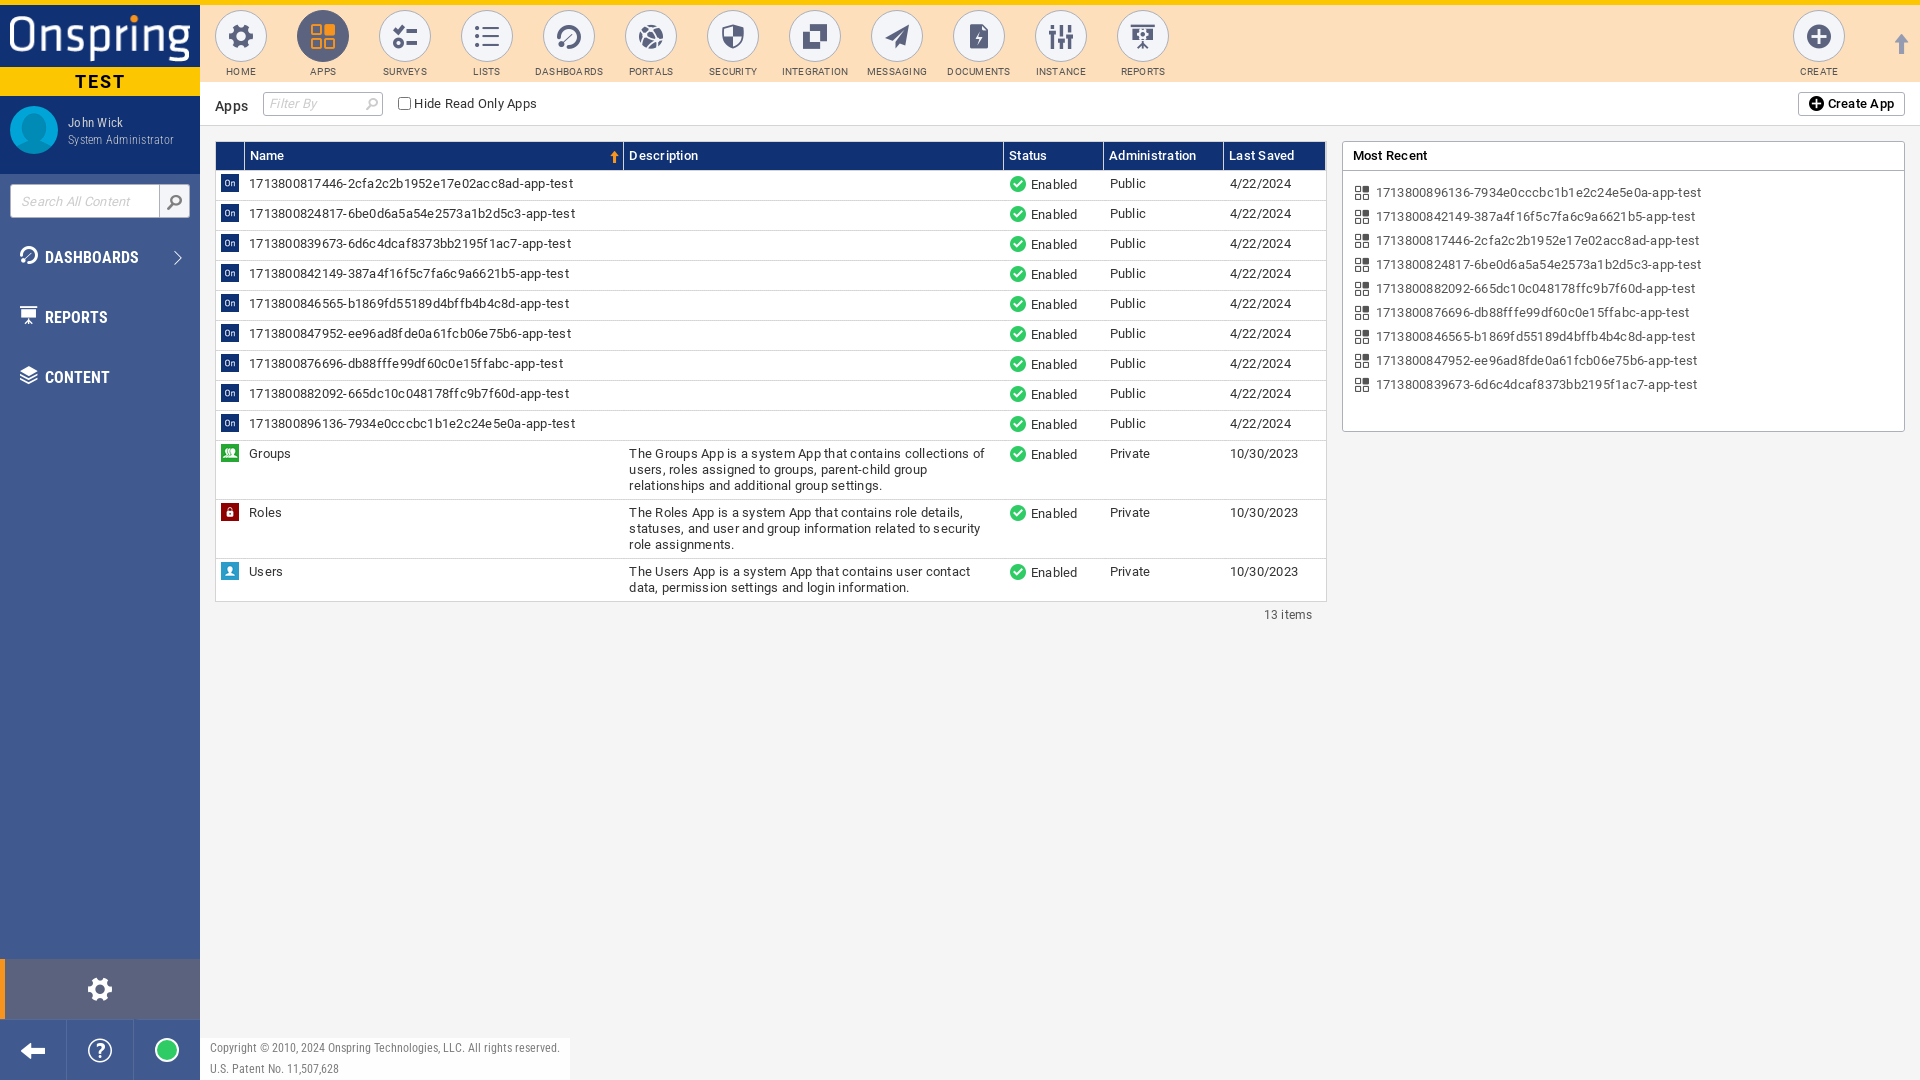 Onspring
TEST
John Wick
System Administrator
Search All Content
DASHBOARDS
REPORTS
CONTENT
HOME
APPS
SURVEYS
LISTS
DASHBOARDS
PORTALS
SECURITY
INTEGRATION
MESSAGING
DOCUMENTS
INSTANCE
REPORTS
CREATE
Apps
Filter By
Hide Read Only Apps
Create App
Name Description Status Administration Last Saved
On 1713800817446-2cfa2c2b1952e17e02acc8ad-app-test Enabled Public 4/22/2024
On 1713800824817-6be0d6a5a54e2573a1b2d5c3-app-test Enabled Public 4/22/2024
On 1713800839673-6d6c4dcaf8373bb2195f1ac7-app-test Enabled Public 4/22/2024
On 1713800842149-387a4f16f5c7fa6c9a6621b5-app-test Enabled Public 4/22/2024
On 1713800846565-b1869fd55189d4bffb4b4c8d-app-test Enabled Public 4/22/2024
On 1713800847952-ee96ad8fde0a61fcb06e75b6-app-test Enabled Public 4/22/2024
On 1713800876696-db88fffe99df60c0e15ffabc-app-test Enabled Public 4/22/2024
On 1713800882092-665dc10c048178ffc9b7f60d-app-test Enabled Public 4/22/2024
On 1713800896136-7934e0cccbc1b1e2c24e5e0a-app-test Enabled Public 4/22/2024
Groups The Groups App is a system App that contains collections of Enabled Private 10/30/2023
users, roles assigned to groups, parent-child group
relationships and additional group settings.
Roles The Roles App is a system App that contains role details, Enabled Private 10/30/2023
statuses, and user and group information related to security
role assignments.
Users The Users App is a system App that contains user contact Enabled Private 10/30/2023
data, permission settings and login information.
13 items
Most Recent
1713800896136-7934e0cccbc1b1e2c24e5e0a-app-test
1713800842149-387a4f16f5c7fa6c9a6621b5-app-test
1713800817446-2cfa2c2b1952e17e02acc8ad-app-test
1713800824817-6be0d6a5a54e2573a1b2d5c3-app-test
1713800882092-665dc10c048178ffc9b7f60d-app-test
1713800876696-db88fffe99df60c0e15ffabc-app-test
1713800846565-b1869fd55189d4bffb4b4c8d-app-test
1713800847952-ee96ad8fde0a61fcb06e75b6-app-test
1713800839673-6d6c4dcaf8373bb2195f1ac7-app-test
Copyright © 2010, 2024 Onspring Technologies, LLC. All rights reserved.
U.S. Patent No. 11,507,628